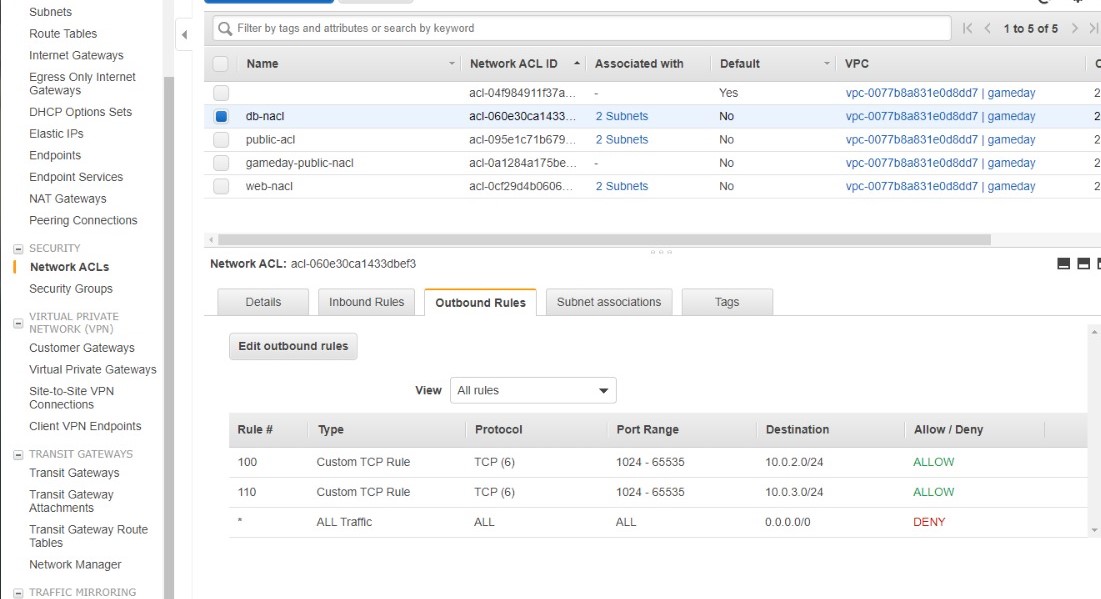 Subnets
Route Tables
Internet Gateways
Egress Only Internet
Gateways
DHCP Options Sets
Elastic IPs
Endpoints
Endpoint Services
NAT Gateways
Peering Connections
SECURITY
Network ACLs
Security Groups
VIRTUAL PRIVATE
NETWORK (VPN)
Customer Gateways
Virtual Private Gateways
Site-to-Site VPN
Connections
Client VPN Endpoints
TRANSIT GATEWAYS
Transit Gateways
Transit Gateway
Attachments
Transit Gateway Route
Tables
Network Manager
TRAFFIC MIRRORING
Filter by tags and attributes or search by keyword
1 to 5 of 5
Name Network ACL ID Associated with Default VPC
acl-04f984911f37a... - Yes vpc-0077b8a831e0d8dd7 | gameday 2
db-nacl acl-060e30ca1433... 2 Subnets No vpc-0077b8a831e0d8dd7 | gameday 2
public-acl acl-095e1c71b679... 2 Subnets No vpc-0077b8a831e0d8dd7 | gameday 2
gameday-public-nacl acl-0a1284a175be... - No vpc-0077b8a831e0d8dd7 | gameday 2
web-nacl acl-0cf29d4b0606... 2 Subnets No vpc-0077b8a831e0d8dd7 | gameday 2
Network ACL: acl-060e30ca1433dbef3
Details Inbound Rules Outbound Rules Subnet associations Tags
Edit outbound rules
View All rules
Rule # Type Protocol Port Range Destination Allow / Deny
100 Custom TCP Rule TCP (6) 1024 - 65535 10.0.2.0/24 ALLOW
110 Custom TCP Rule TCP (6) 1024 - 65535 10.0.3.0/24 ALLOW
* ALL Traffic ALL ALL 0.0.0.0/0 DENY